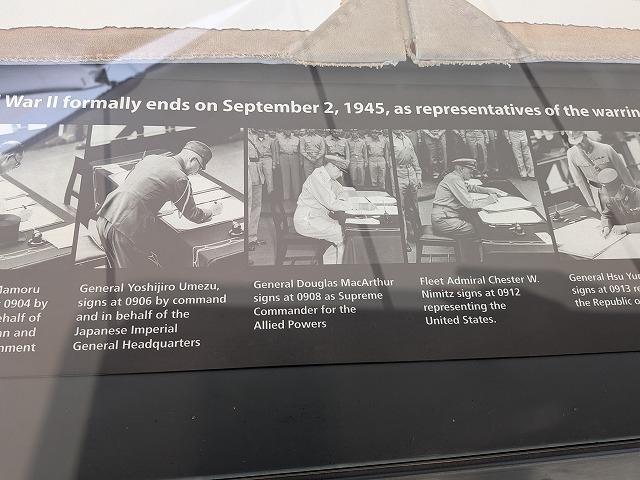 War II formally ends on September 2, 1945, as representatives of the warrin
Mamoru
0904 by
ehalf of
an and
nment
General Yoshijiro Umezu,
signs at 0906 by command
and in behalf of the
Japanese Imperial
General Headquarters
General Douglas MacArthur
signs at 0908 as Supreme
Commander for the
Allied Powers
Fleet Admiral Chester W.
Nimitz signs at 0912
representing the
United States.
General Hsu Yun
signs at 0913 re
the Republic o